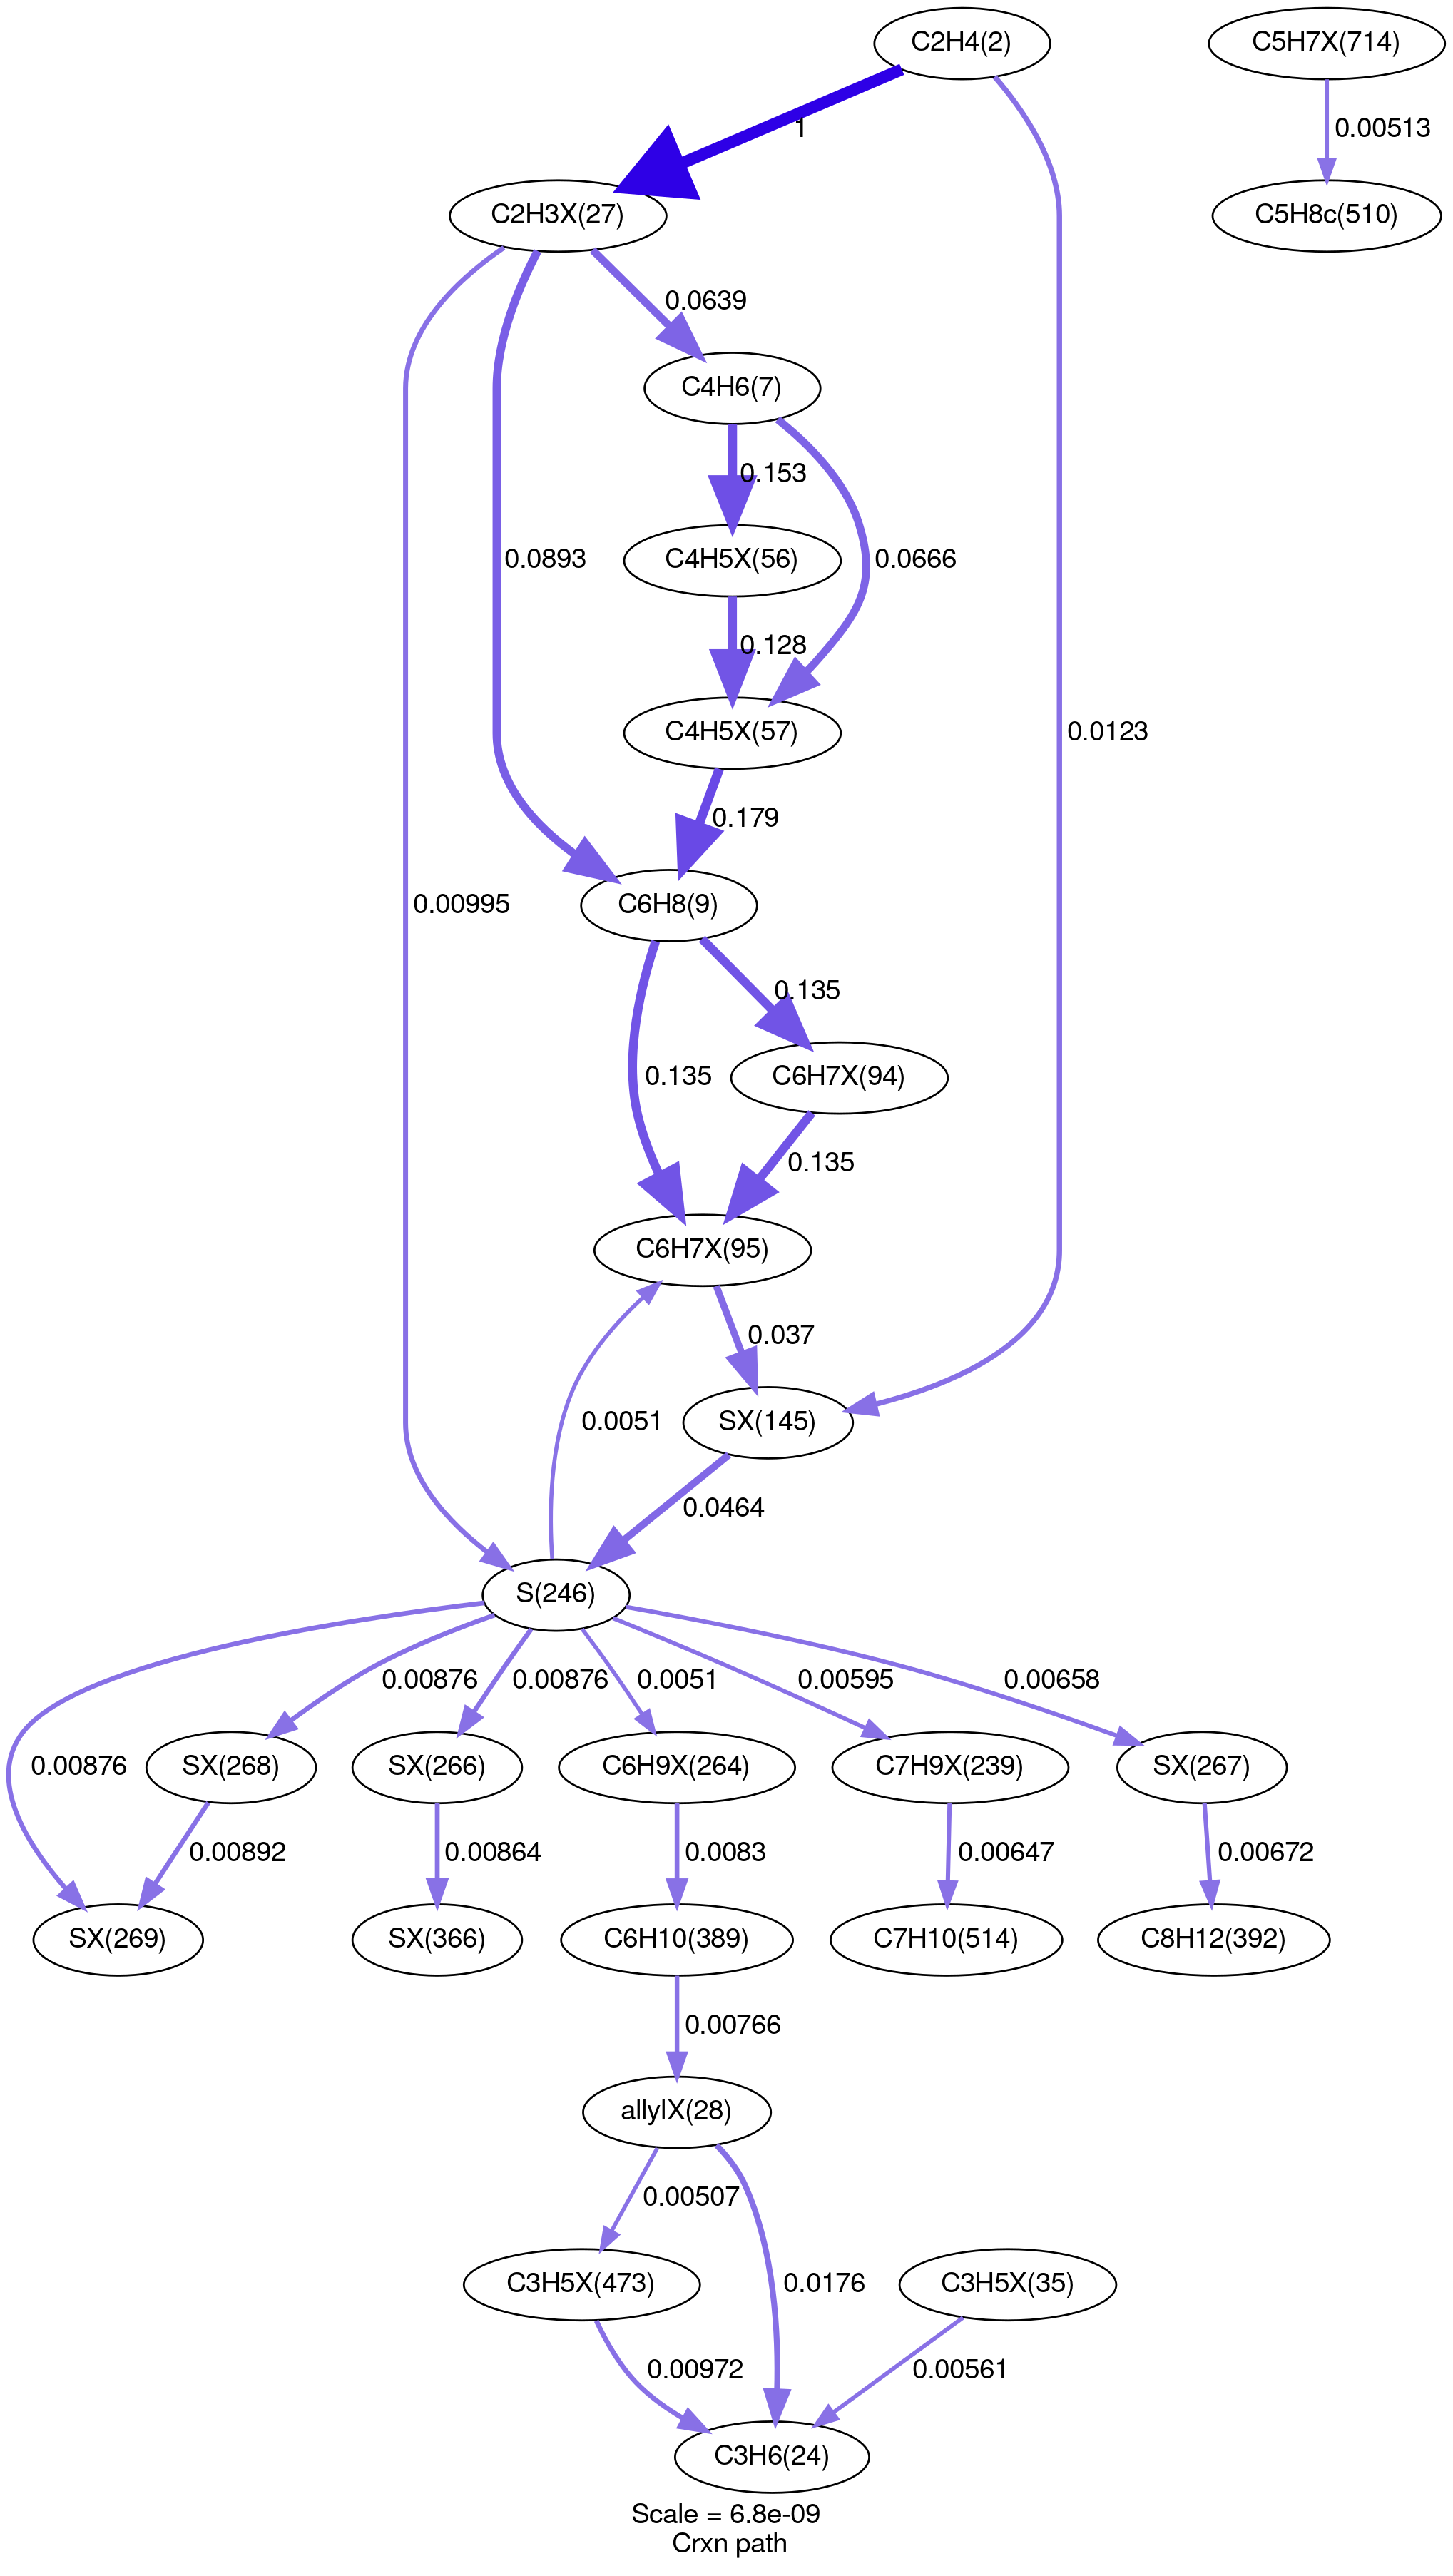 C2H4(2)
C5H7X(714)
1
0.00513
C2H3X(27)
C5H8c(510)
0.0639
C4H6(7)
0.153
C4H5X(56)
0.0893
0.0666
0.128
C4H5X(57)
0.0123
0.179
C6H8(9)
0.00995
0.135
C6H7X(94)
0.135
0.135
C6H7X(95)
0.037
SX(145)
0.0051
0.0464
S(246)
0.00876
0.00876
0.0051
0.00595
0.00658
0.00876
SX(268)
SX(266)
C6H9X(264)
C7H9X(239)
SX(267)
0.00892
0.00864
0.0083
0.00647
0.00672
SX(269)
SX(366)
C6H10(389)
C7H10(514)
C8H12(392)
0.00766
allylX(28)
0.00507
C3H5X(473)
0.0176
C3H5X(35)
0.00972
0.00561
C3H6(24)
Scale = 6.8e-09
Crxn path